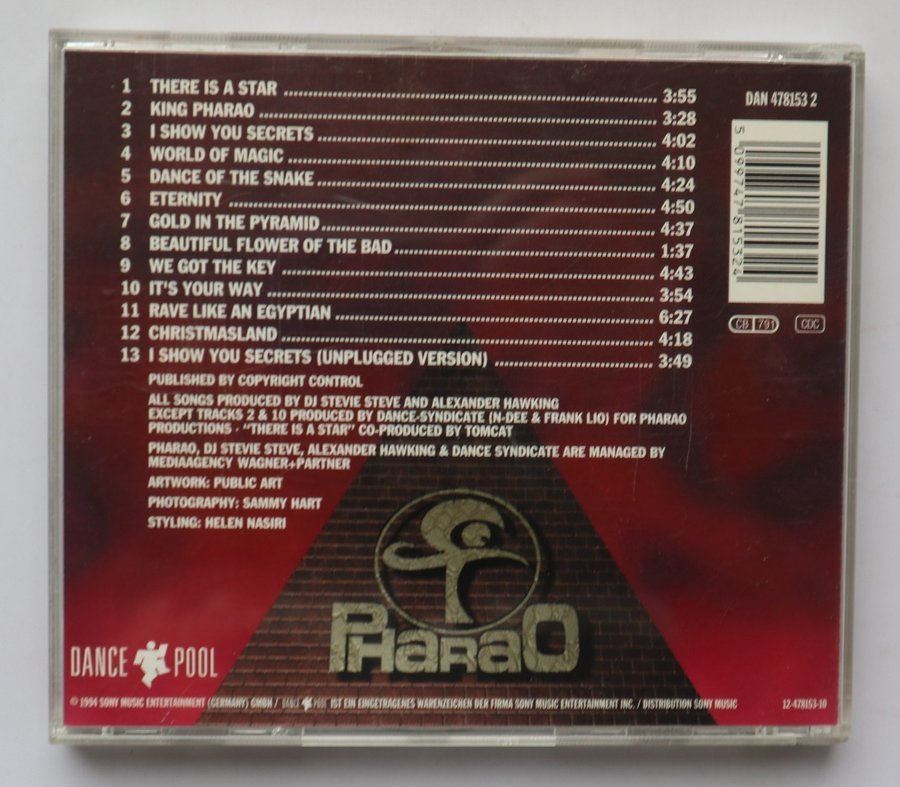 1 THERE IS A STAR 3:55
2 KING PHARAO 3:28
3 I SHOW YOU SECRETS 4:02
4 WORLD OF MAGIC 4:10
5 DANCE OF THE SNAKE 4:24
6 ETERNITY 4:50
7 GOLD IN THE PYRAMID 4:37
8 BEAUTIFUL FLOWER OF THE BAD 1:37
9 WE GOT THE KEY 4:43
10 IT'S YOUR WAY 3:54
11 RAVE LIKE AN EGYPTIAN 6:27
12 CHRISTMASLAND 4:18
13 I SHOW YOU SECRETS (UNPLUGGED VERSION) 3:49
PUBLISHED BY COPYRIGHT CONTROL
ALL SONGS PRODUCED BY DJ STEVIE STEVE AND ALEXANDER HAWKING
EXCEPT TRACKS 2 & 10 PRODUCED BY DANCE-SYNDICATE (N-DEE & FRANK LIO) FOR PHARAO
PRODUCTIONS · "THERE IS A STAR" CO-PRODUCED BY TOMCAT
PHARAO, DJ STEVIE STEVE, ALEXANDER HAWKING & DANCE SYNDICATE ARE MANAGED BY
MEDIAAGENCY WAGNER+PARTNER
ARTWORK: PUBLIC ART
PHOTOGRAPHY: SAMMY HART
STYLING: HELEN NASIRI
DAN 478153 2
5 099747 815324
CB 791 CDC
PHARAO
DANCE POOL
© 1994 SONY MUSIC ENTERTAINMENT (GERMANY) GMBH / DANCE POOL IST EIN EINGETRAGENES WARENZEICHEN DER FIRMA SONY MUSIC ENTERTAINMENT INC. / DISTRIBUTION SONY MUSIC
12-478153-10